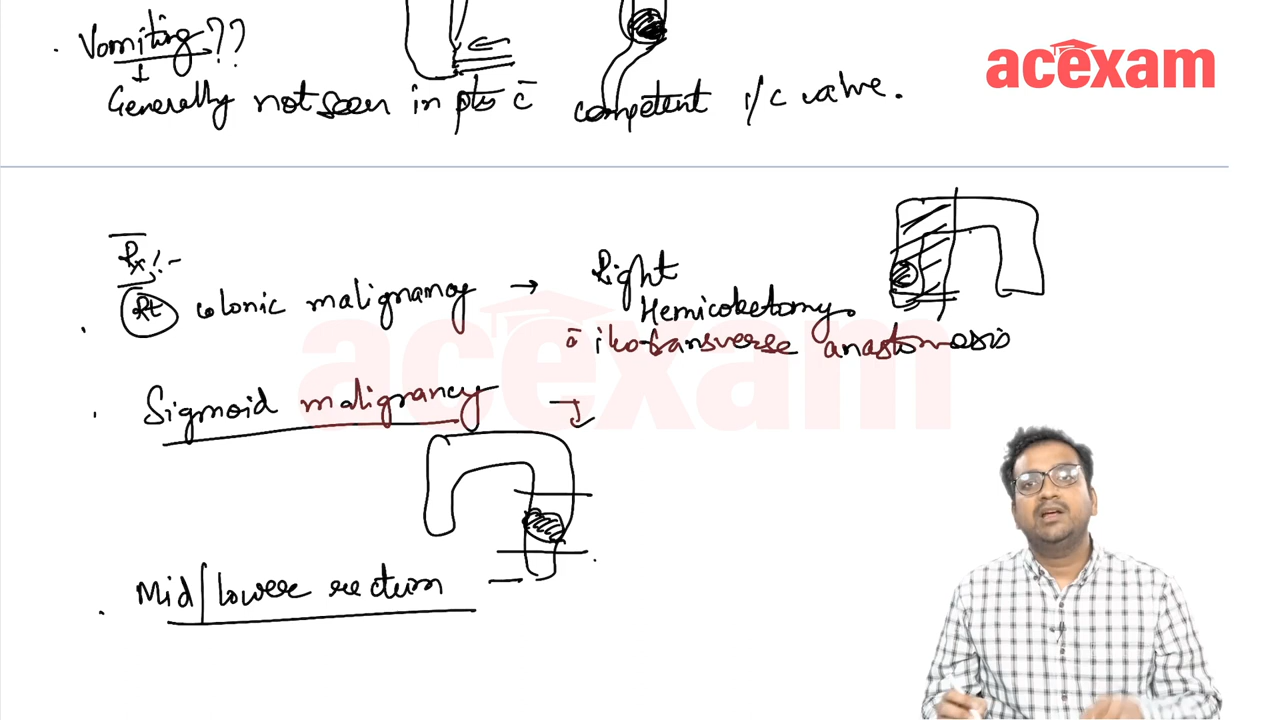 . Vomiting??
acexam
Generally not seen in pts c̄ competent i/c valve.
Rx:-
. Rt colonic malignancy → Right
Hemicolectomy.
c̄ ileo-transverse anastomosis
acexam
. Sigmoid malignancy →
. Mid/lower rectum —